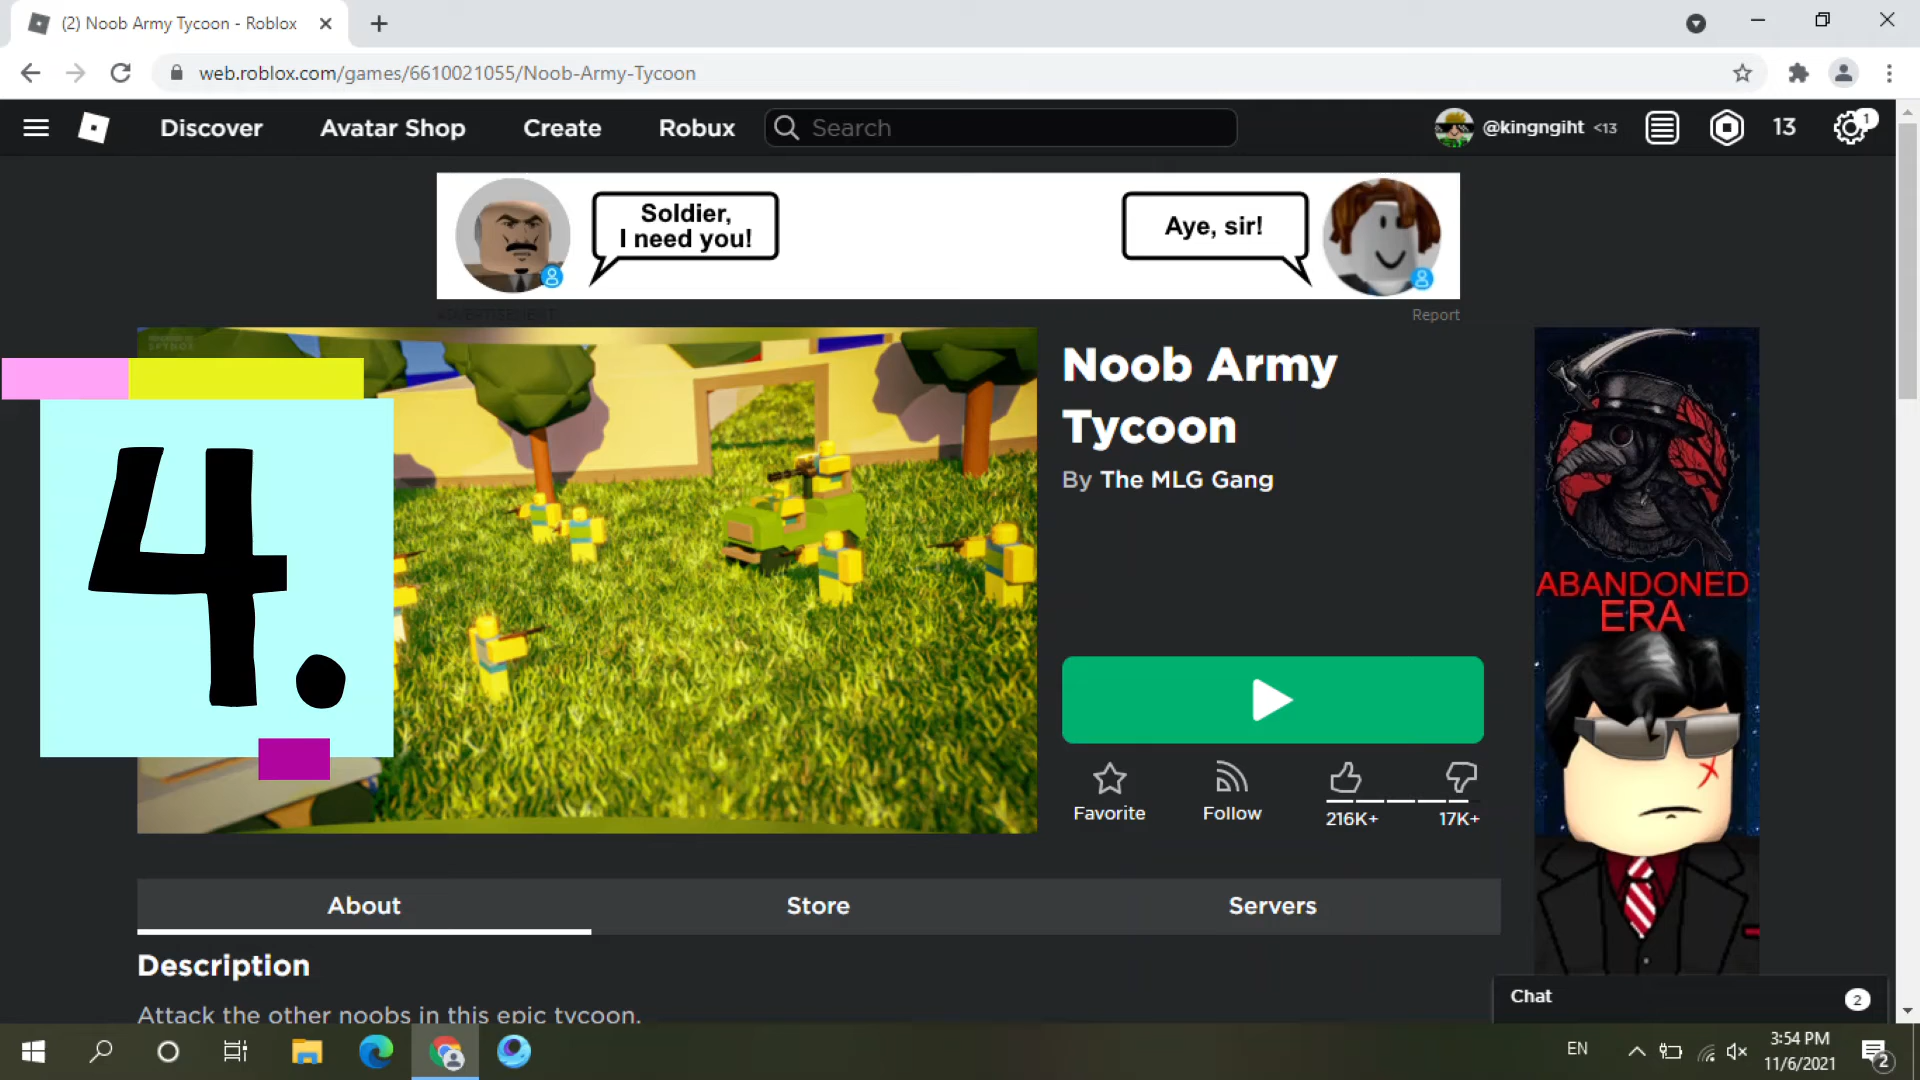 (2) Noob Army Tycoon - Roblox
web.roblox.com/games/6610021055/Noob-Army-Tycoon
Discover
Avatar Shop
Create
Robux
Search
@kingngiht <13
13
1
Soldier,
I need you!
Aye, sir!
ADVERTISEMENT
Report
4.
Noob Army
Tycoon
By The MLG Gang
Favorite
Follow
216K+
17K+
ABANDONED
ERA
About
Store
Servers
Description
Attack the other noobs in this epic tycoon.
Chat
2
EN
3:54 PM
11/6/2021
2